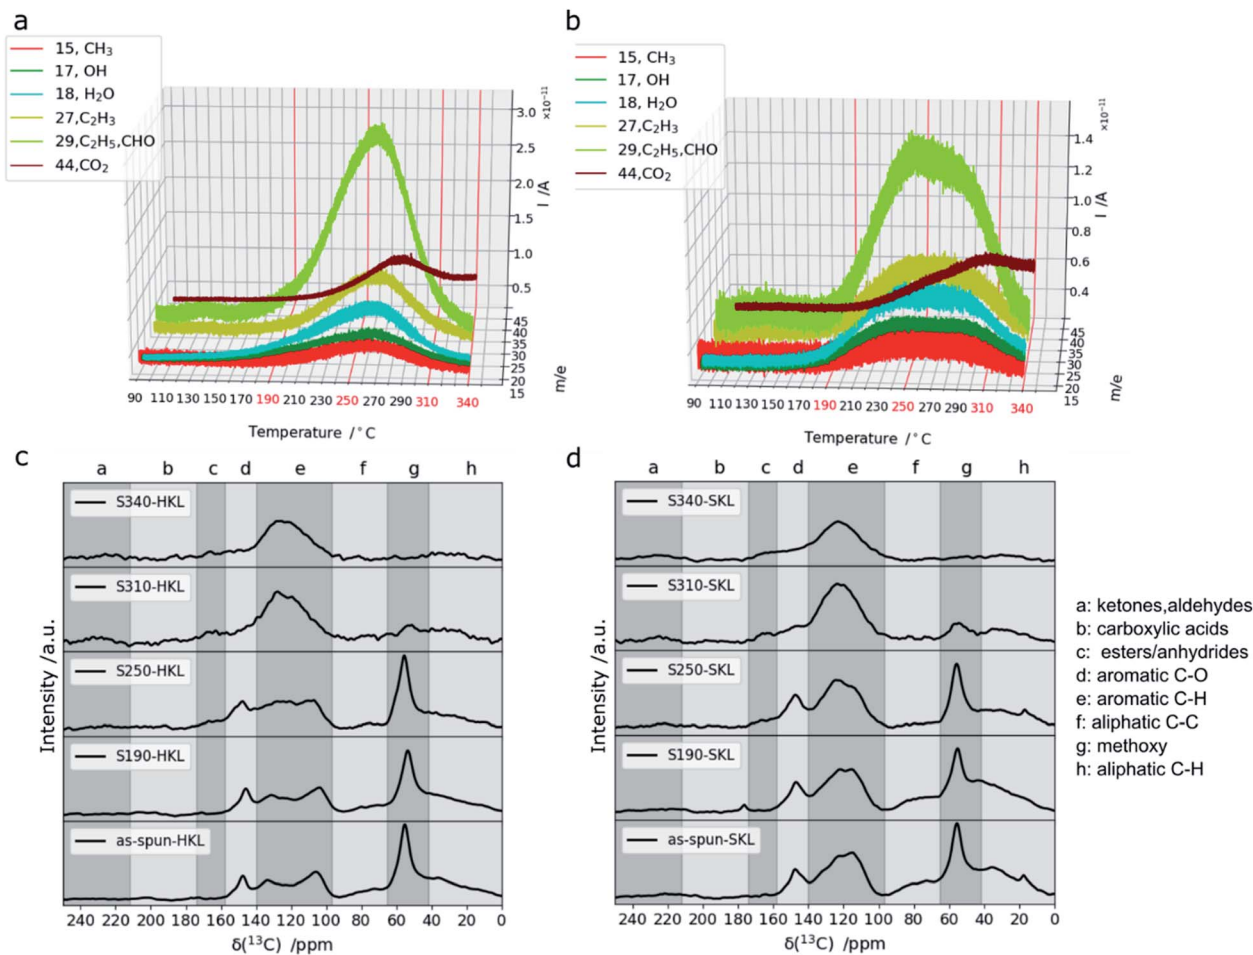 a
15, CH₃
17, OH
18, H₂O
27,C₂H₃
29,C₂H₅,CHO
44,CO₂
×10⁻¹¹
3.0
2.5
2.0
1.5
1.0
0.5
I /A
45
40
35
30
25
20
15
m/e
90 110 130 150 170 190 210 230 250 270 290 310 340
Temperature /°C
b
15, CH₃
17, OH
18, H₂O
27,C₂H₃
29,C₂H₅,CHO
44,CO₂
×10⁻¹¹
1.4
1.2
1.0
0.8
0.6
0.4
I /A
45
40
35
30
25
20
15
m/e
90 110 130 150 170 190 210 230 250 270 290 310 340
Temperature /°C
c
a b c d e f g h
S340-HKL
S310-HKL
S250-HKL
S190-HKL
as-spun-HKL
Intensity /a.u.
240 220 200 180 160 140 120 100 80 60 40 20 0
δ(¹³C) /ppm
d
a b c d e f g h
S340-SKL
S310-SKL
S250-SKL
S190-SKL
as-spun-SKL
Intensity /a.u.
240 220 200 180 160 140 120 100 80 60 40 20 0
δ(¹³C) /ppm
a: ketones,aldehydes
b: carboxylic acids
c: esters/anhydrides
d: aromatic C-O
e: aromatic C-H
f: aliphatic C-C
g: methoxy
h: aliphatic C-H